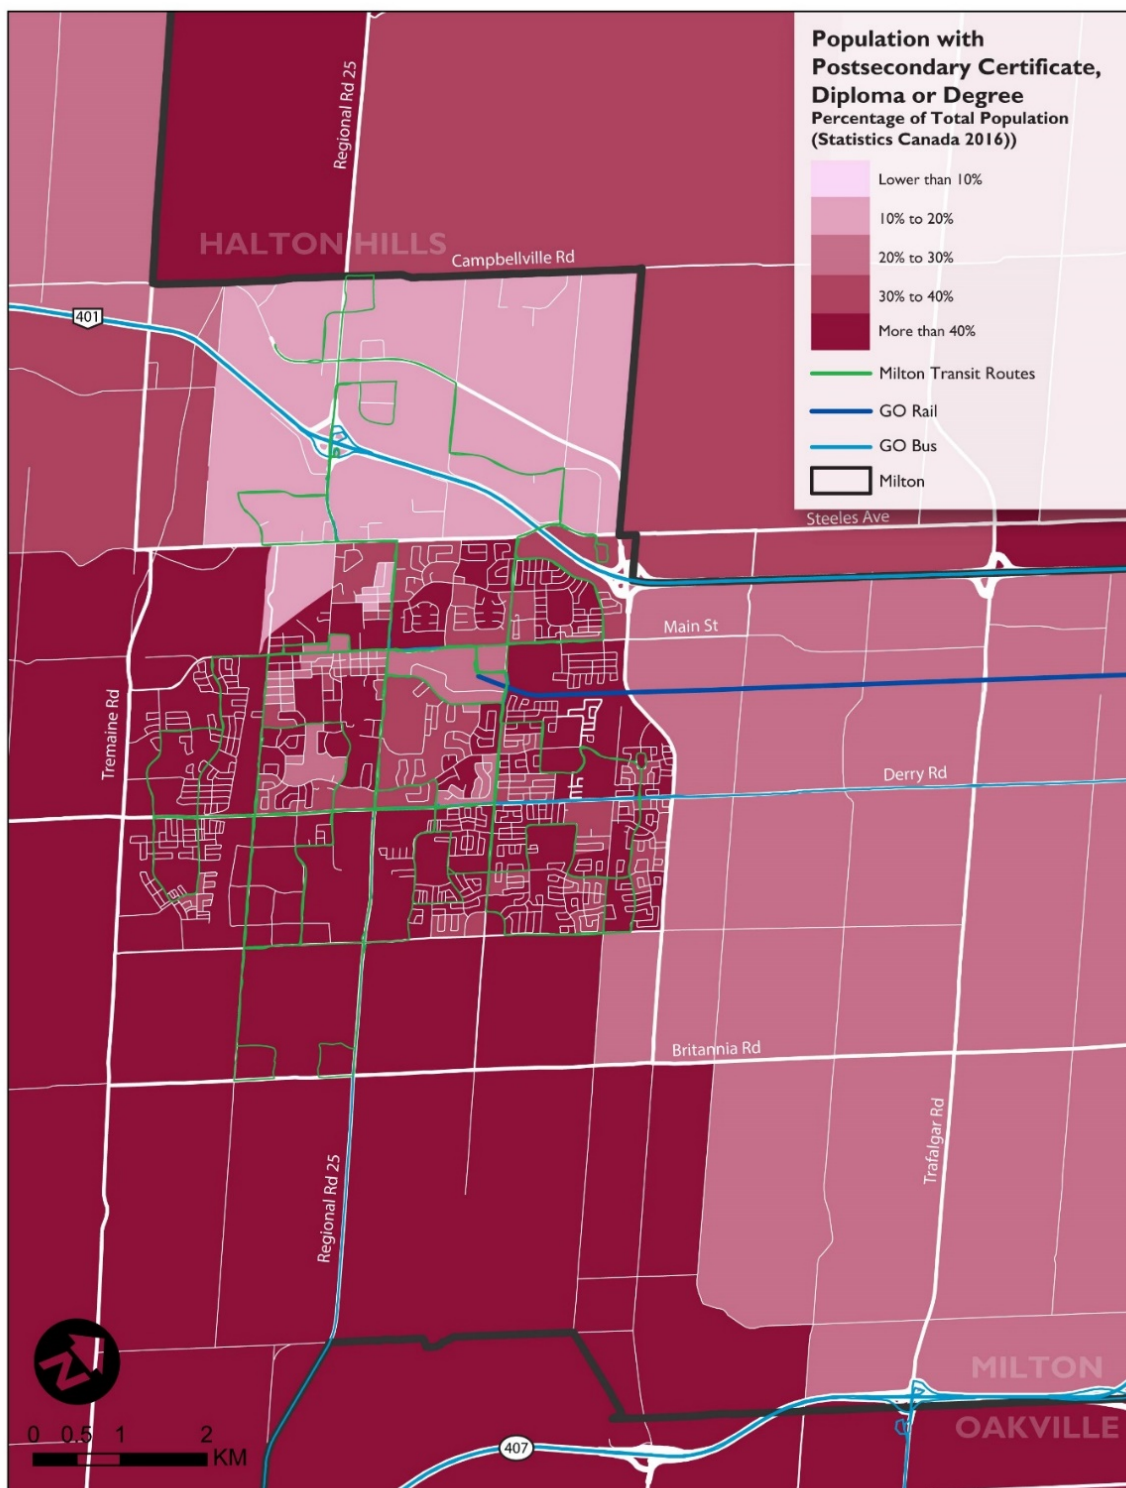 Population with
Postsecondary Certificate,
Diploma or Degree
Percentage of Total Population
(Statistics Canada 2016))
Lower than 10%
10% to 20%
20% to 30%
30% to 40%
More than 40%
Milton Transit Routes
GO Rail
GO Bus
Milton
Regional Rd 25
HALTON HILLS
Campbellville Rd
401
Steeles Ave
Main St
Tremaine Rd
Derry Rd
Britannia Rd
Trafalgar Rd
Regional Rd 25
N
MILTON
OAKVILLE
0 0.5 1 2
KM
407